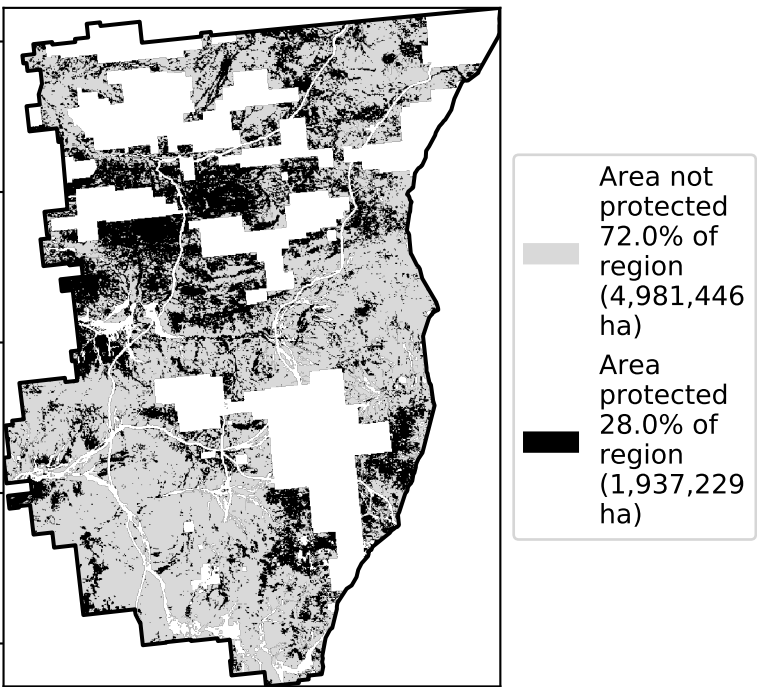 Area not
protected
72.0% of
region
(4,981,446
ha)
Area
protected
28.0% of
region
(1,937,229
ha)